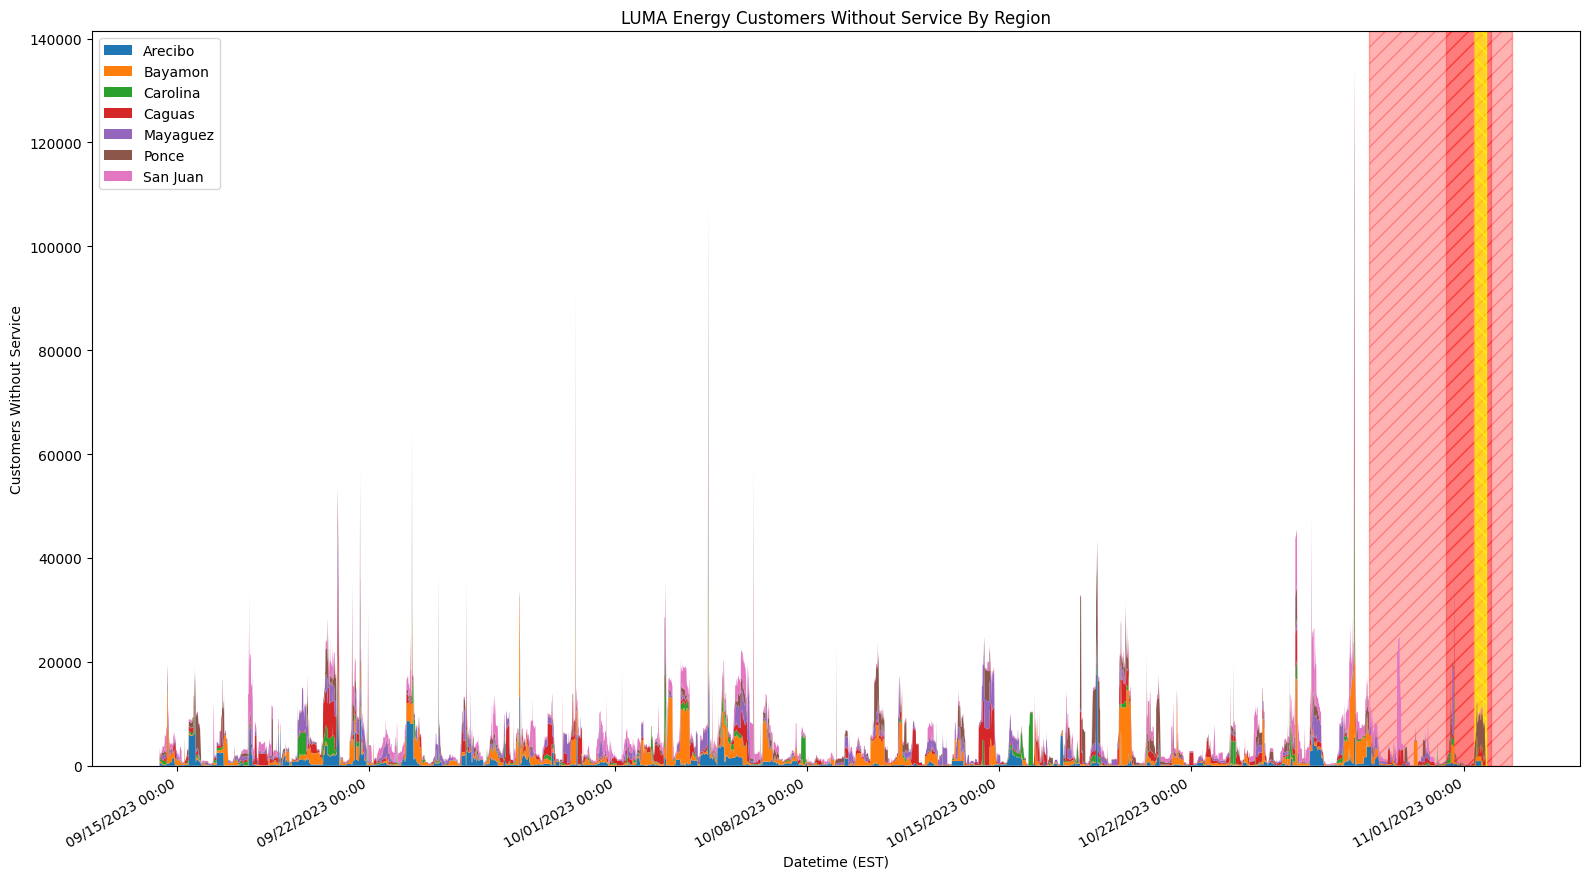 LUMA Energy Customers Without Service By Region
140000
120000
100000
80000
60000
40000
20000
0
Customers Without Service
Arecibo
Bayamon
Carolina
Caguas
Mayaguez
Ponce
San Juan
09/15/2023 00:00
09/22/2023 00:00
10/01/2023 00:00
10/08/2023 00:00
10/15/2023 00:00
10/22/2023 00:00
11/01/2023 00:00
Datetime (EST)